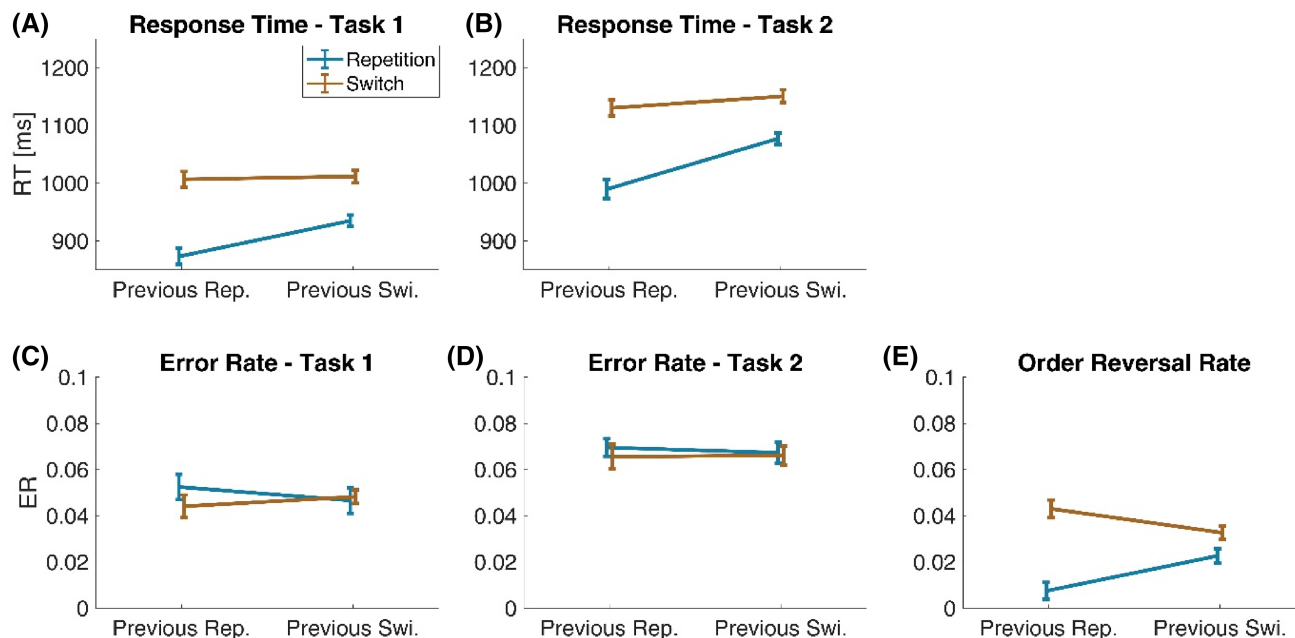 (A) Response Time - Task 1
(B) Response Time - Task 2
Repetition
Switch
RT [ms]
1200
1100
1000
900
1200
1100
1000
900
Previous Rep. Previous Swi.
Previous Rep. Previous Swi.
(C) Error Rate - Task 1
(D) Error Rate - Task 2
(E) Order Reversal Rate
ER
0.1
0.08
0.06
0.04
0.02
0
0.1
0.08
0.06
0.04
0.02
0
0.1
0.08
0.06
0.04
0.02
0
Previous Rep. Previous Swi.
Previous Rep. Previous Swi.
Previous Rep. Previous Swi.